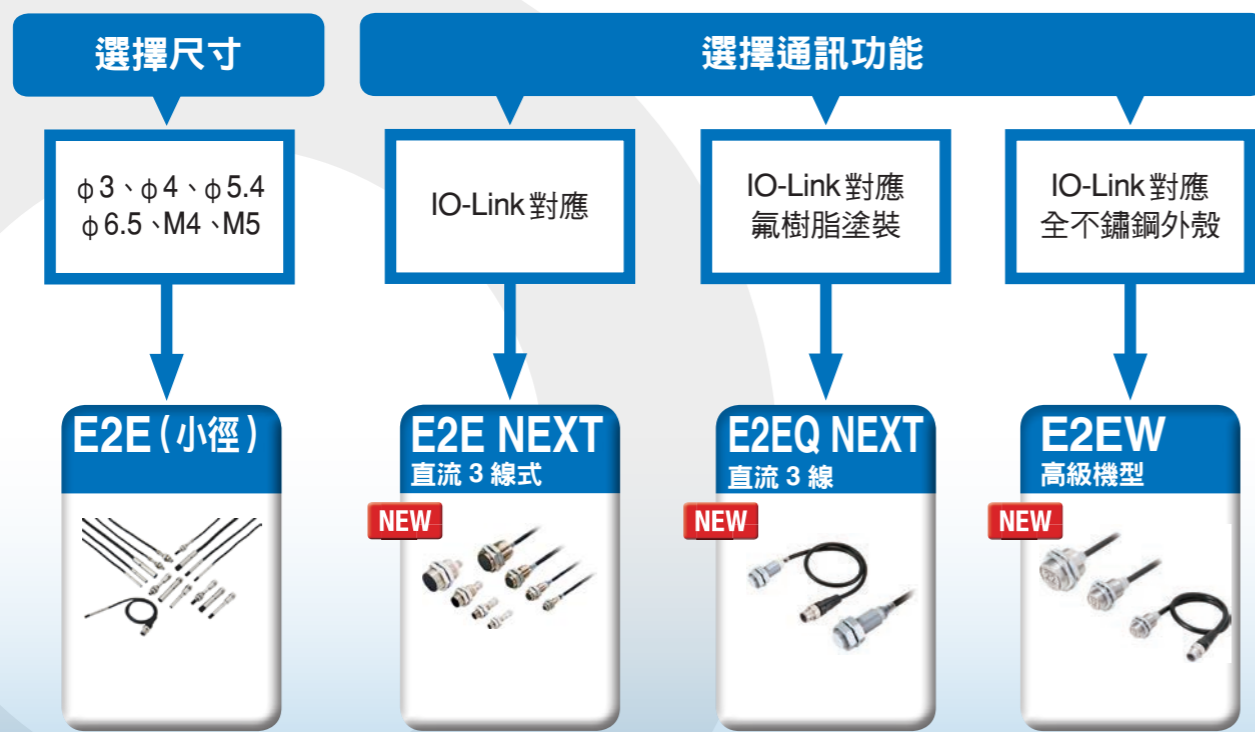 選擇尺寸
選擇通訊功能
φ3、φ4、φ5.4
φ6.5、M4、M5
IO-Link對應
IO-Link對應
氟樹脂塗裝
IO-Link對應
全不鏽鋼外殼
E2E(小徑)
E2E NEXT
直流3線式
NEW
E2EQ NEXT
直流3線
NEW
E2EW
高級機型
NEW